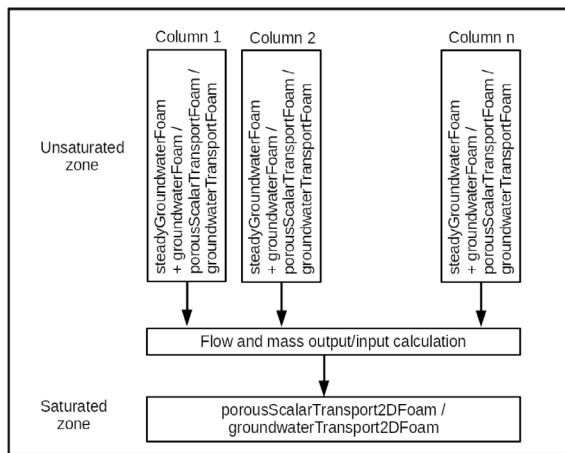 Column 1
Column 2
Column n
Unsaturated
zone
steadyGroundwaterFoam
+ groundwaterFoam /
porousScalarTransportFoam /
groundwaterTransportFoam
steadyGroundwaterFoam
+ groundwaterFoam /
porousScalarTransportFoam /
groundwaterTransportFoam
steadyGroundwaterFoam
+ groundwaterFoam /
porousScalarTransportFoam /
groundwaterTransportFoam
Flow and mass output/input calculation
Saturated
zone
porousScalarTransport2DFoam /
groundwaterTransport2DFoam